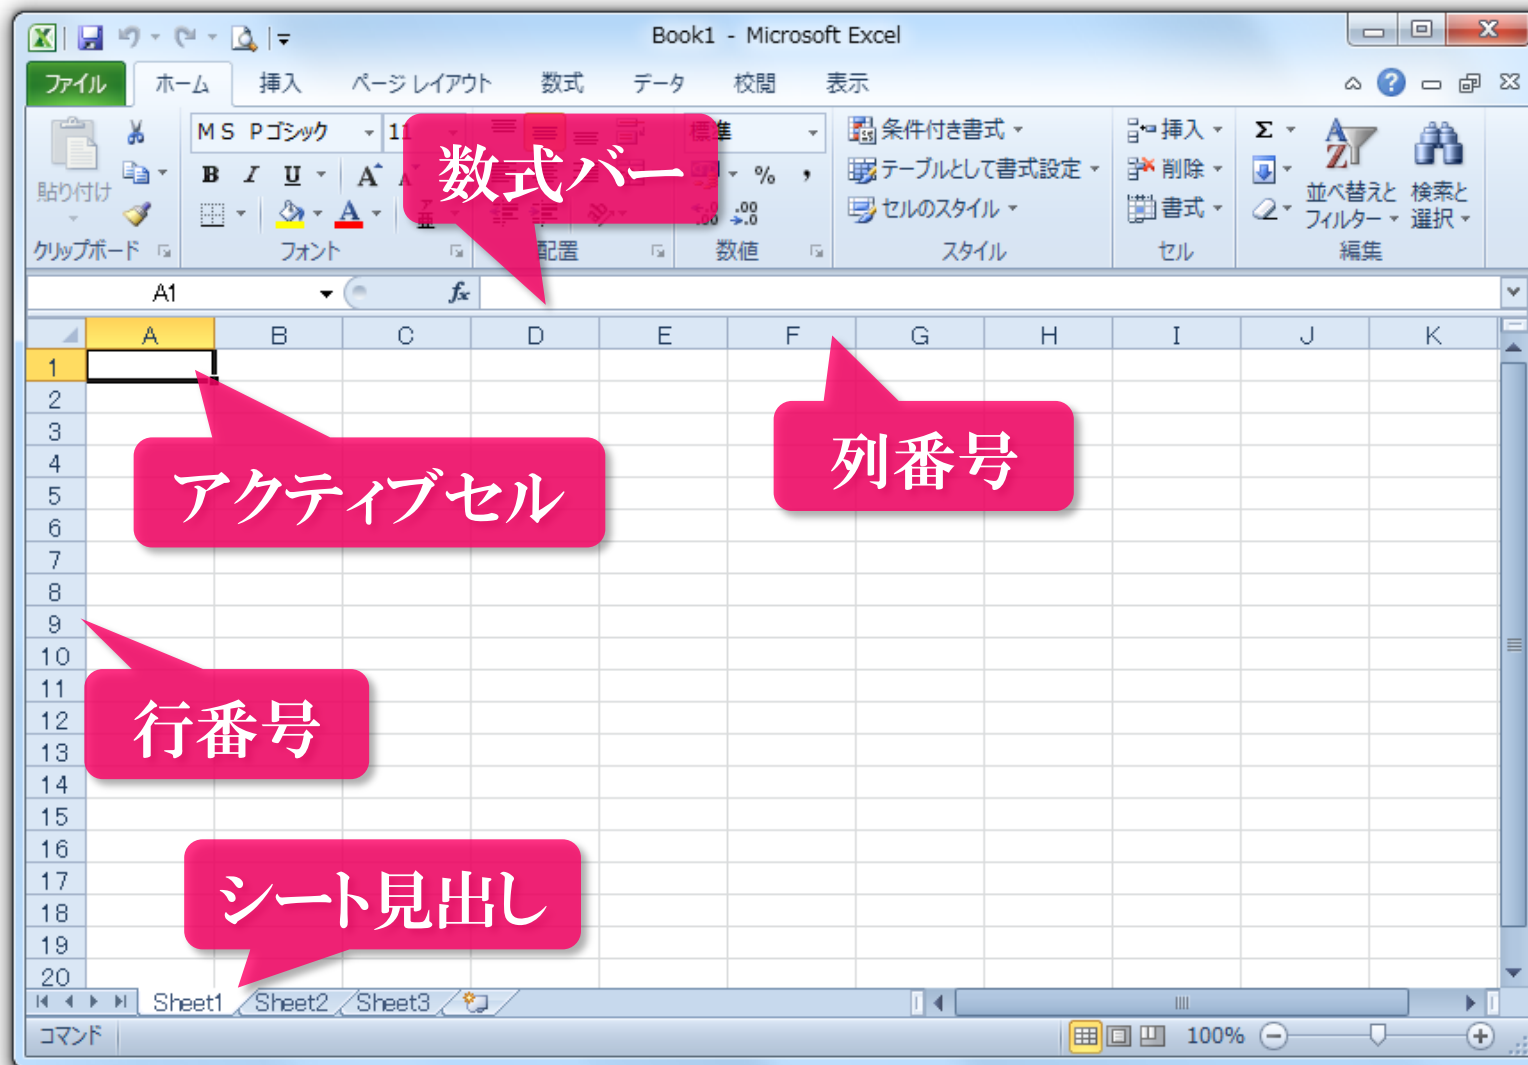 Book1 - Microsoft Excel
ファイル ホーム 挿入 ページ レイアウト 数式 データ 校閲 表示
MS Pゴシック 11 標準 条件付き書式 挿入 Σ
数式バー
B I U A % , テーブルとして書式設定 削除
貼り付け A セルのスタイル 書式 並べ替えと フィルター 検索と 選択
クリップボード フォント 配置 数値 スタイル セル 編集
A1 fx
A B C D E F G H I J K
1
2
3
4
5
6
7
8
9
10
11
12
13
14
15
16
17
18
19
20
アクティブセル
列番号
行番号
シート見出し
Sheet1 Sheet2 Sheet3
コマンド 100%